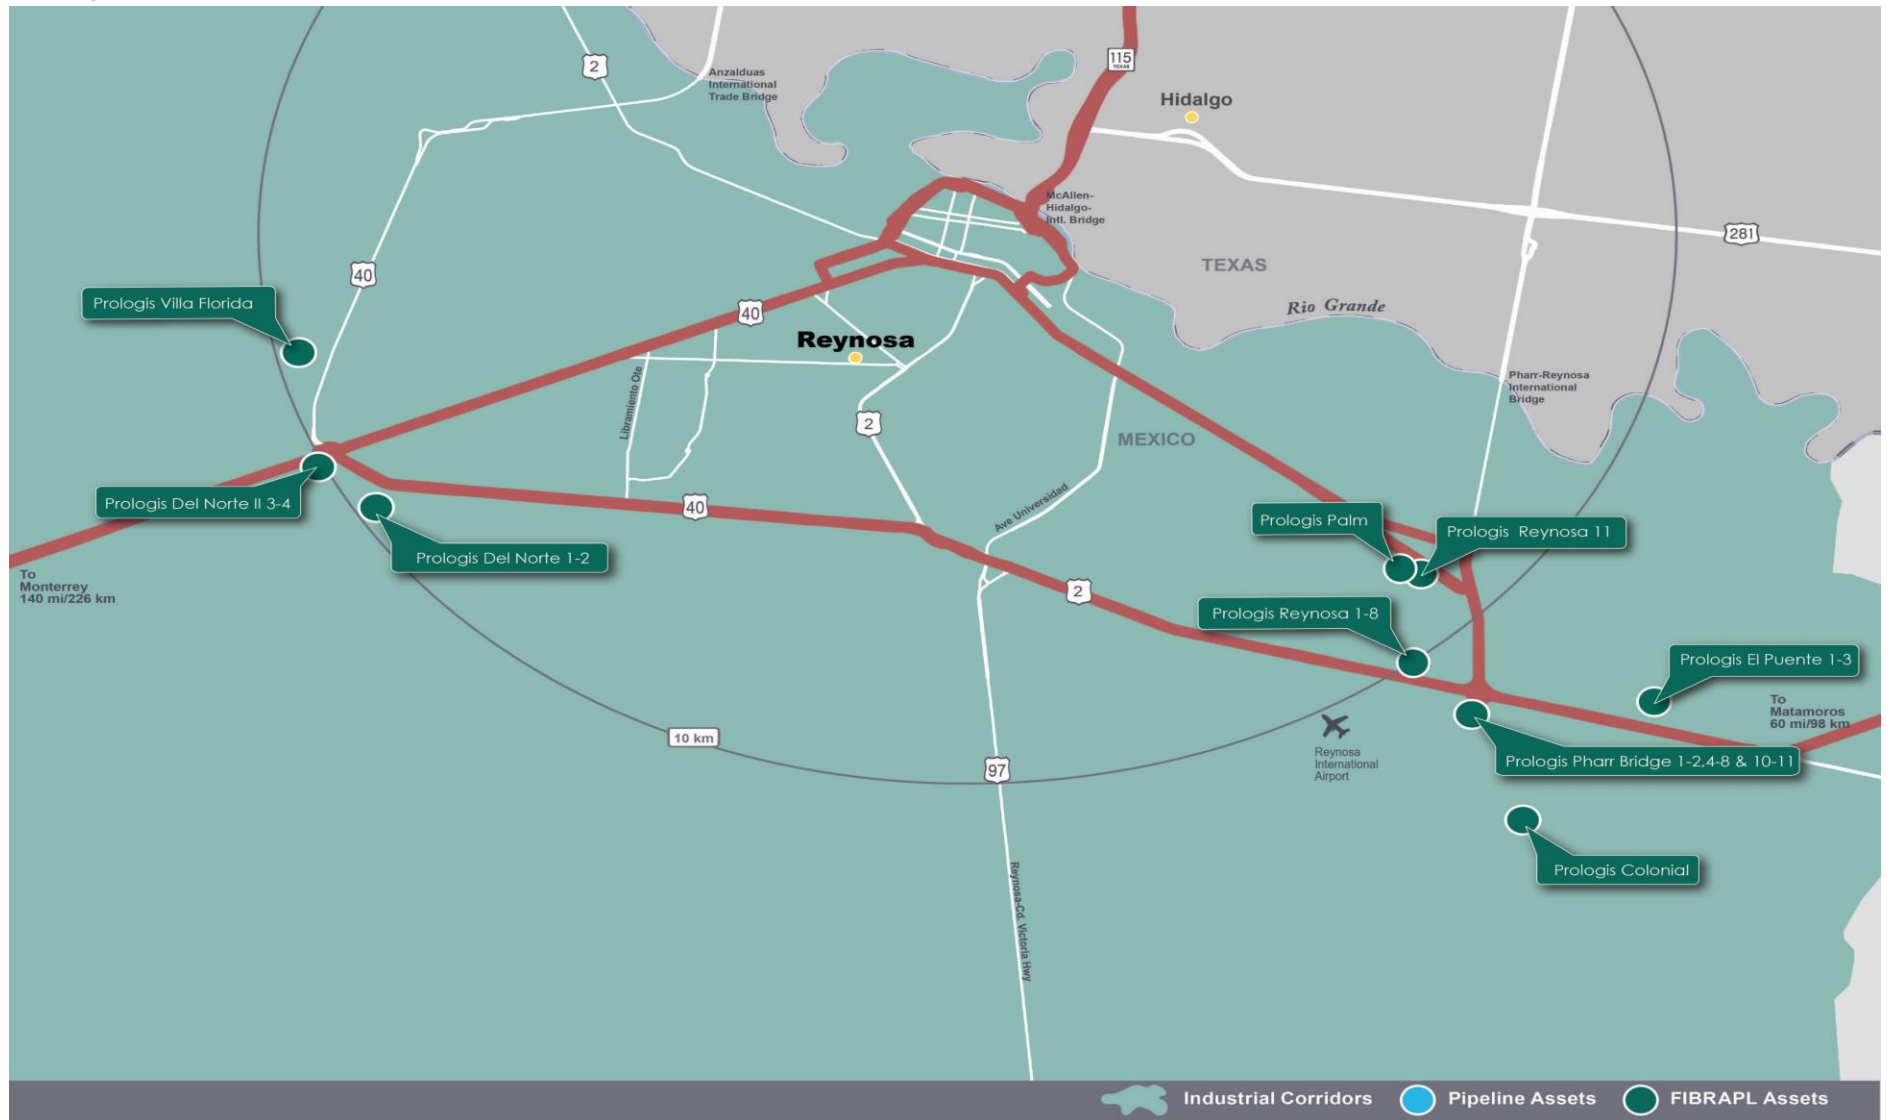 115
TEXAS
2
Anzalduas
International
Trade Bridge
Hidalgo
McAllen-
Hidalgo-
Intl. Bridge
281
TEXAS
40
Prologis Villa Florida
Rio Grande
40
Reynosa
Pharr-Reynosa
International
Bridge
Libramiento Ote
2
MEXICO
Prologis Del Norte II 3-4
40
Ave Universidad
Prologis Palm
Prologis Reynosa 11
Prologis Del Norte 1-2
To
Monterrey
140 mi/226 km
2
Prologis Reynosa 1-8
Prologis El Puente 1-3
To
Matamoros
60 mi/98 km
10 km
Reynosa
International
Airport
Prologis Pharr Bridge 1-2,4-8 & 10-11
97
Prologis Colonial
Reynosa-Cd. Victoria Hwy
Industrial Corridors
Pipeline Assets
FIBRAPL Assets